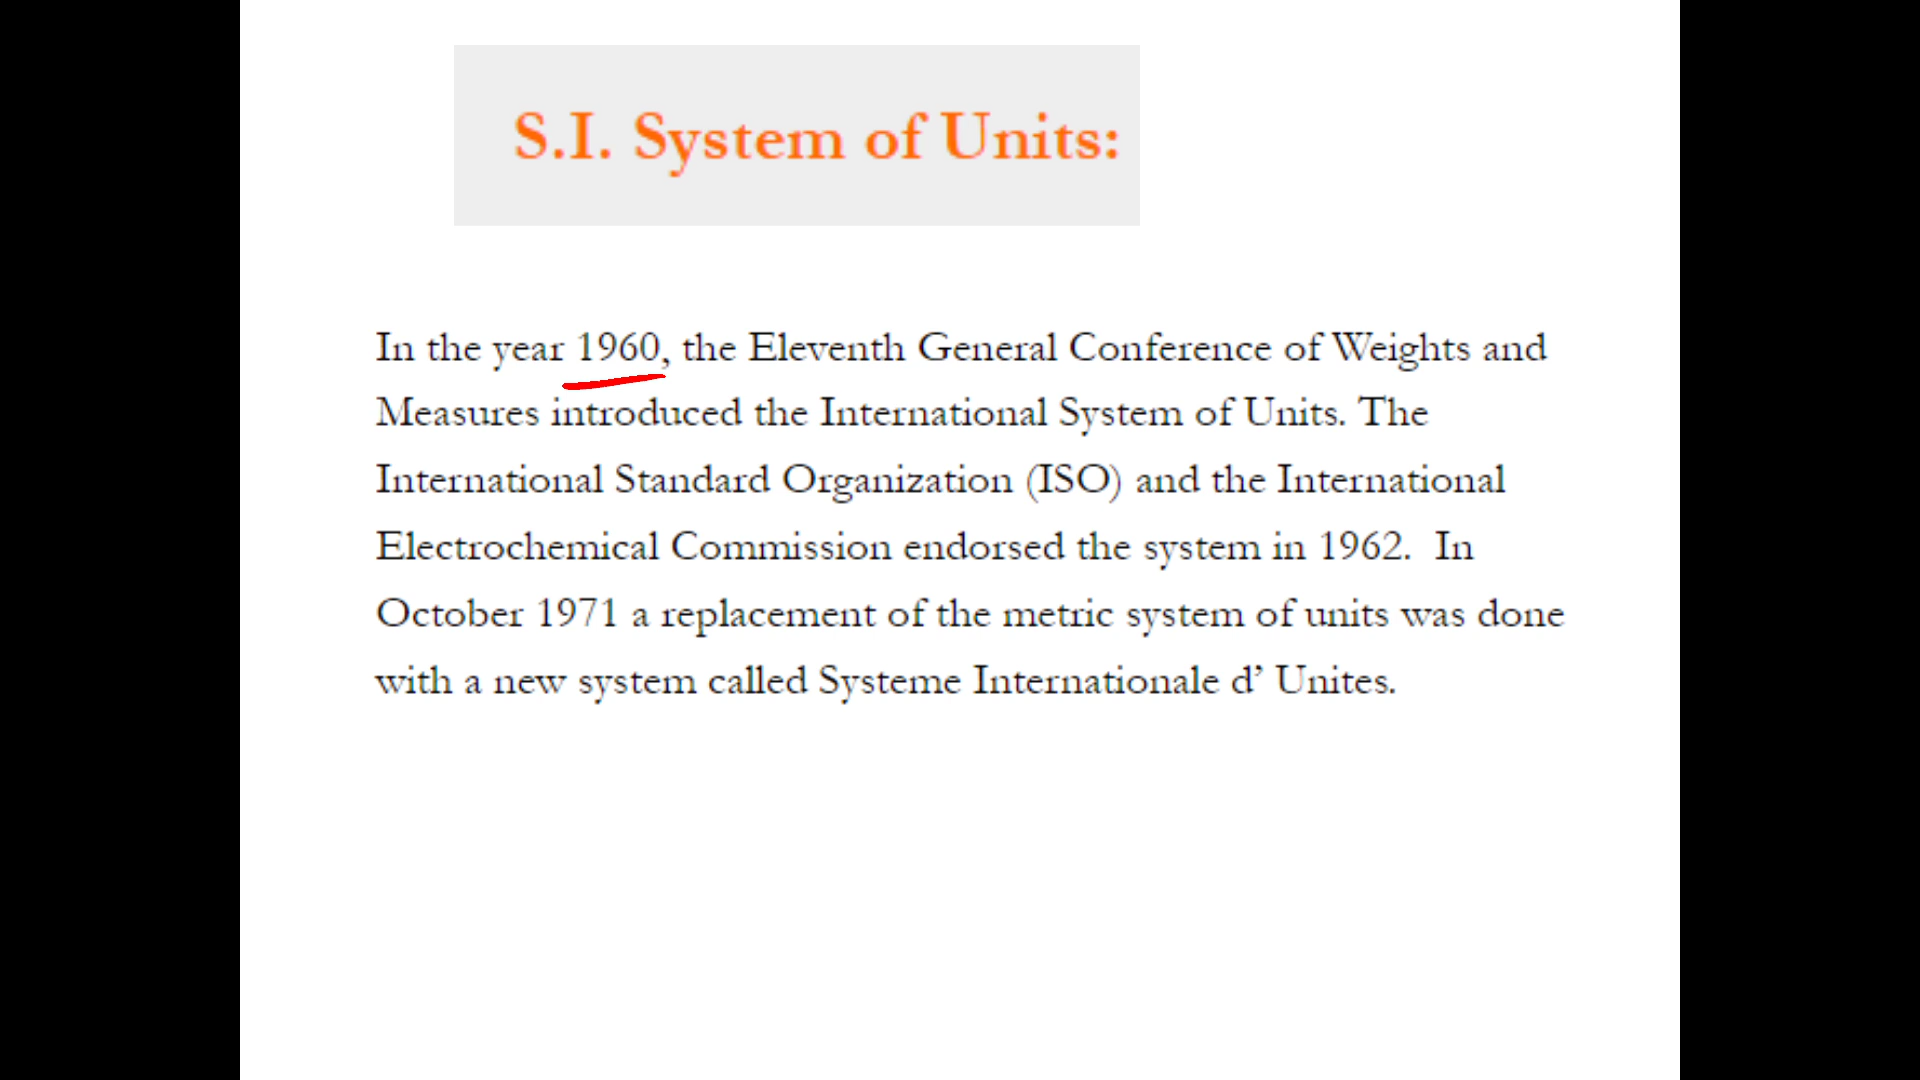 S.I. System of Units:
In the year 1960, the Eleventh General Conference of Weights and
Measures introduced the International System of Units. The
International Standard Organization (ISO) and the International
Electrochemical Commission endorsed the system in 1962.  In
October 1971 a replacement of the metric system of units was done
with a new system called Systeme Internationale d’ Unites.